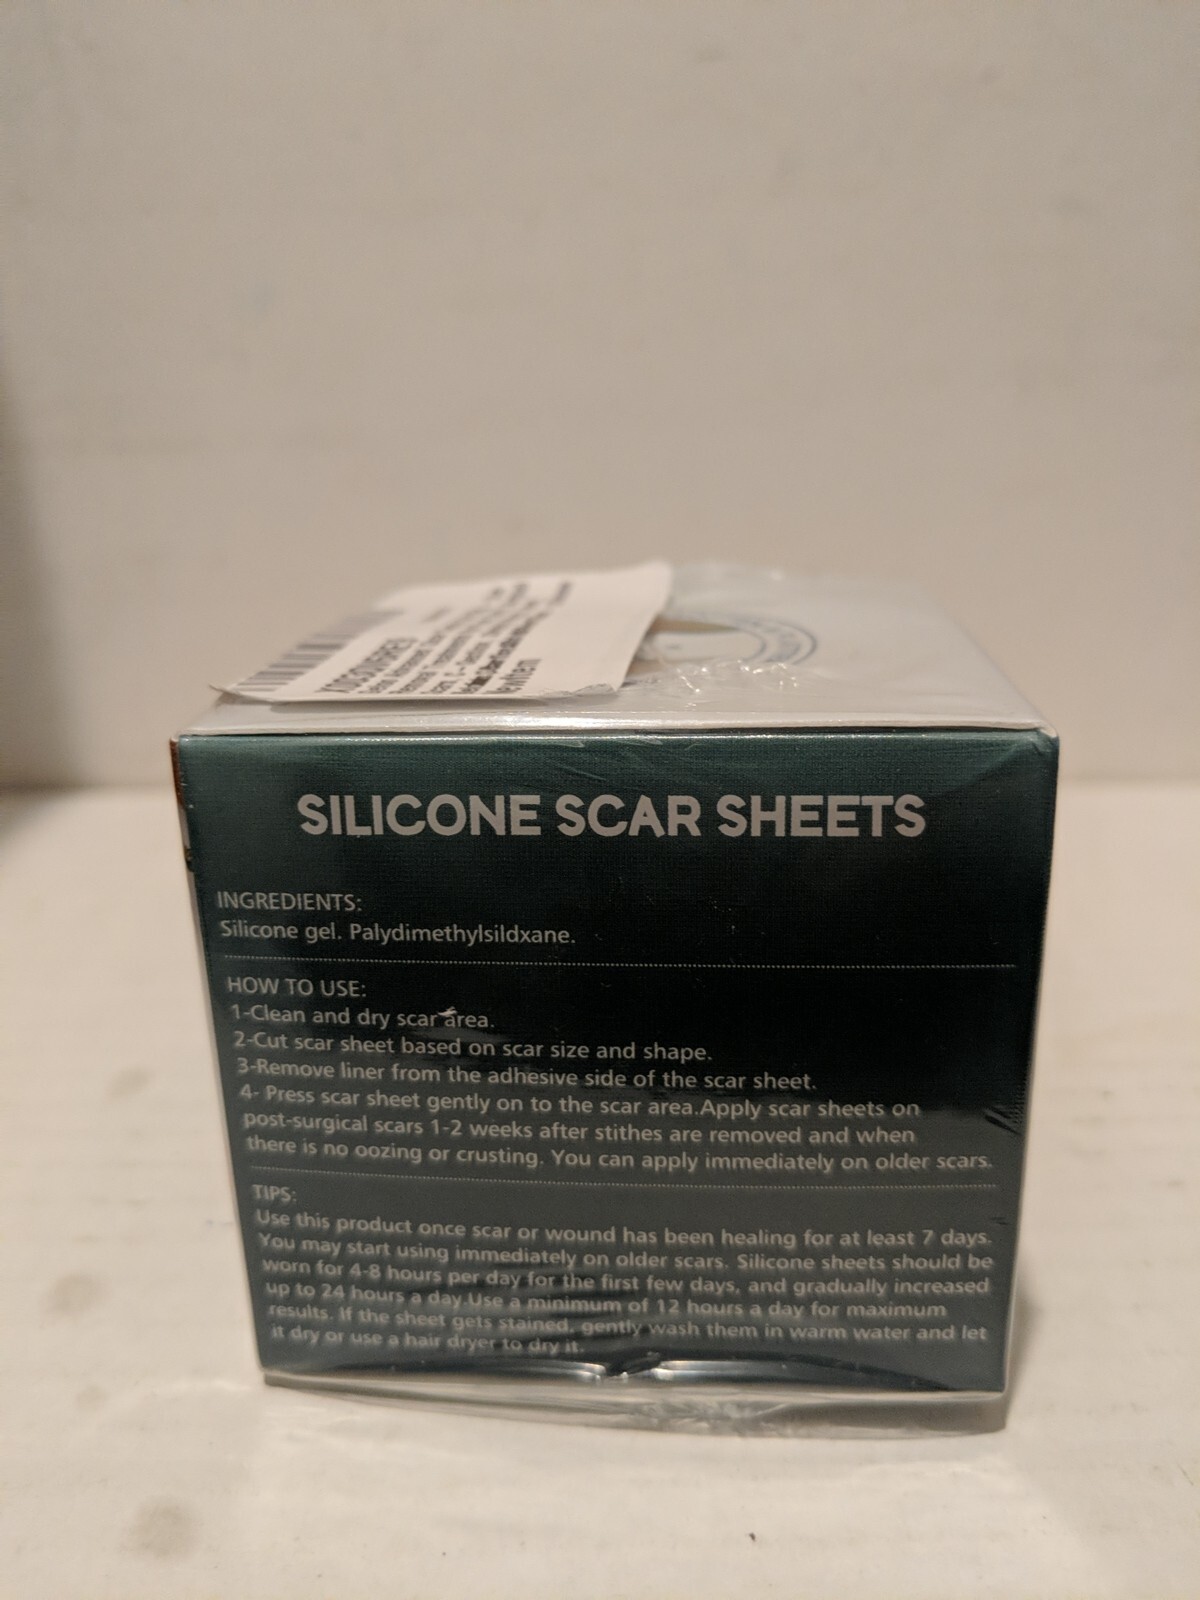 SILICONE SCAR SHEETS
INGREDIENTS:
Silicone gel. Palydimethylsildxane.
HOW TO USE:
1-Clean and dry scar area.
2-Cut scar sheet based on scar size and shape.
3-Remove liner from the adhesive side of the scar sheet.
4- Press scar sheet gently on to the scar area.Apply scar sheets on
post-surgical scars 1-2 weeks after stithes are removed and when
there is no oozing or crusting. You can apply immediately on older scars.
TIPS:
Use this product once scar or wound has been healing for at least 7 days.
You may start using immediately on older scars. Silicone sheets should be
worn for 4-8 hours per day for the first few days, and gradually increased
up to 24 hours a day.Use a minimum of 12 hours a day for maximum
results. If the sheet gets stained, gently wash them in warm water and let
it dry or use a hair dryer to dry it.